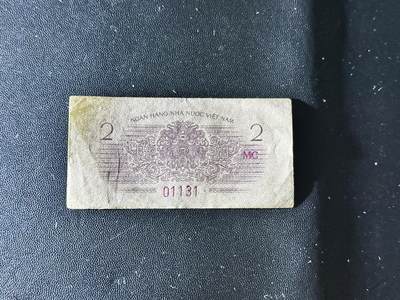 NGÂN HÀNG NHÀ NƯỚC VIỆT NAM
2 2
MC
01131